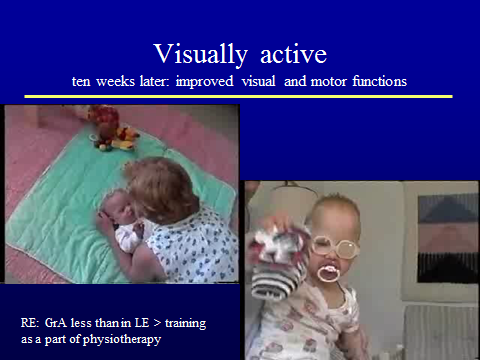 Visually active
ten weeks later: improved visual and motor functions
RE: GrA less than in LE > training
as a part of physiotherapy